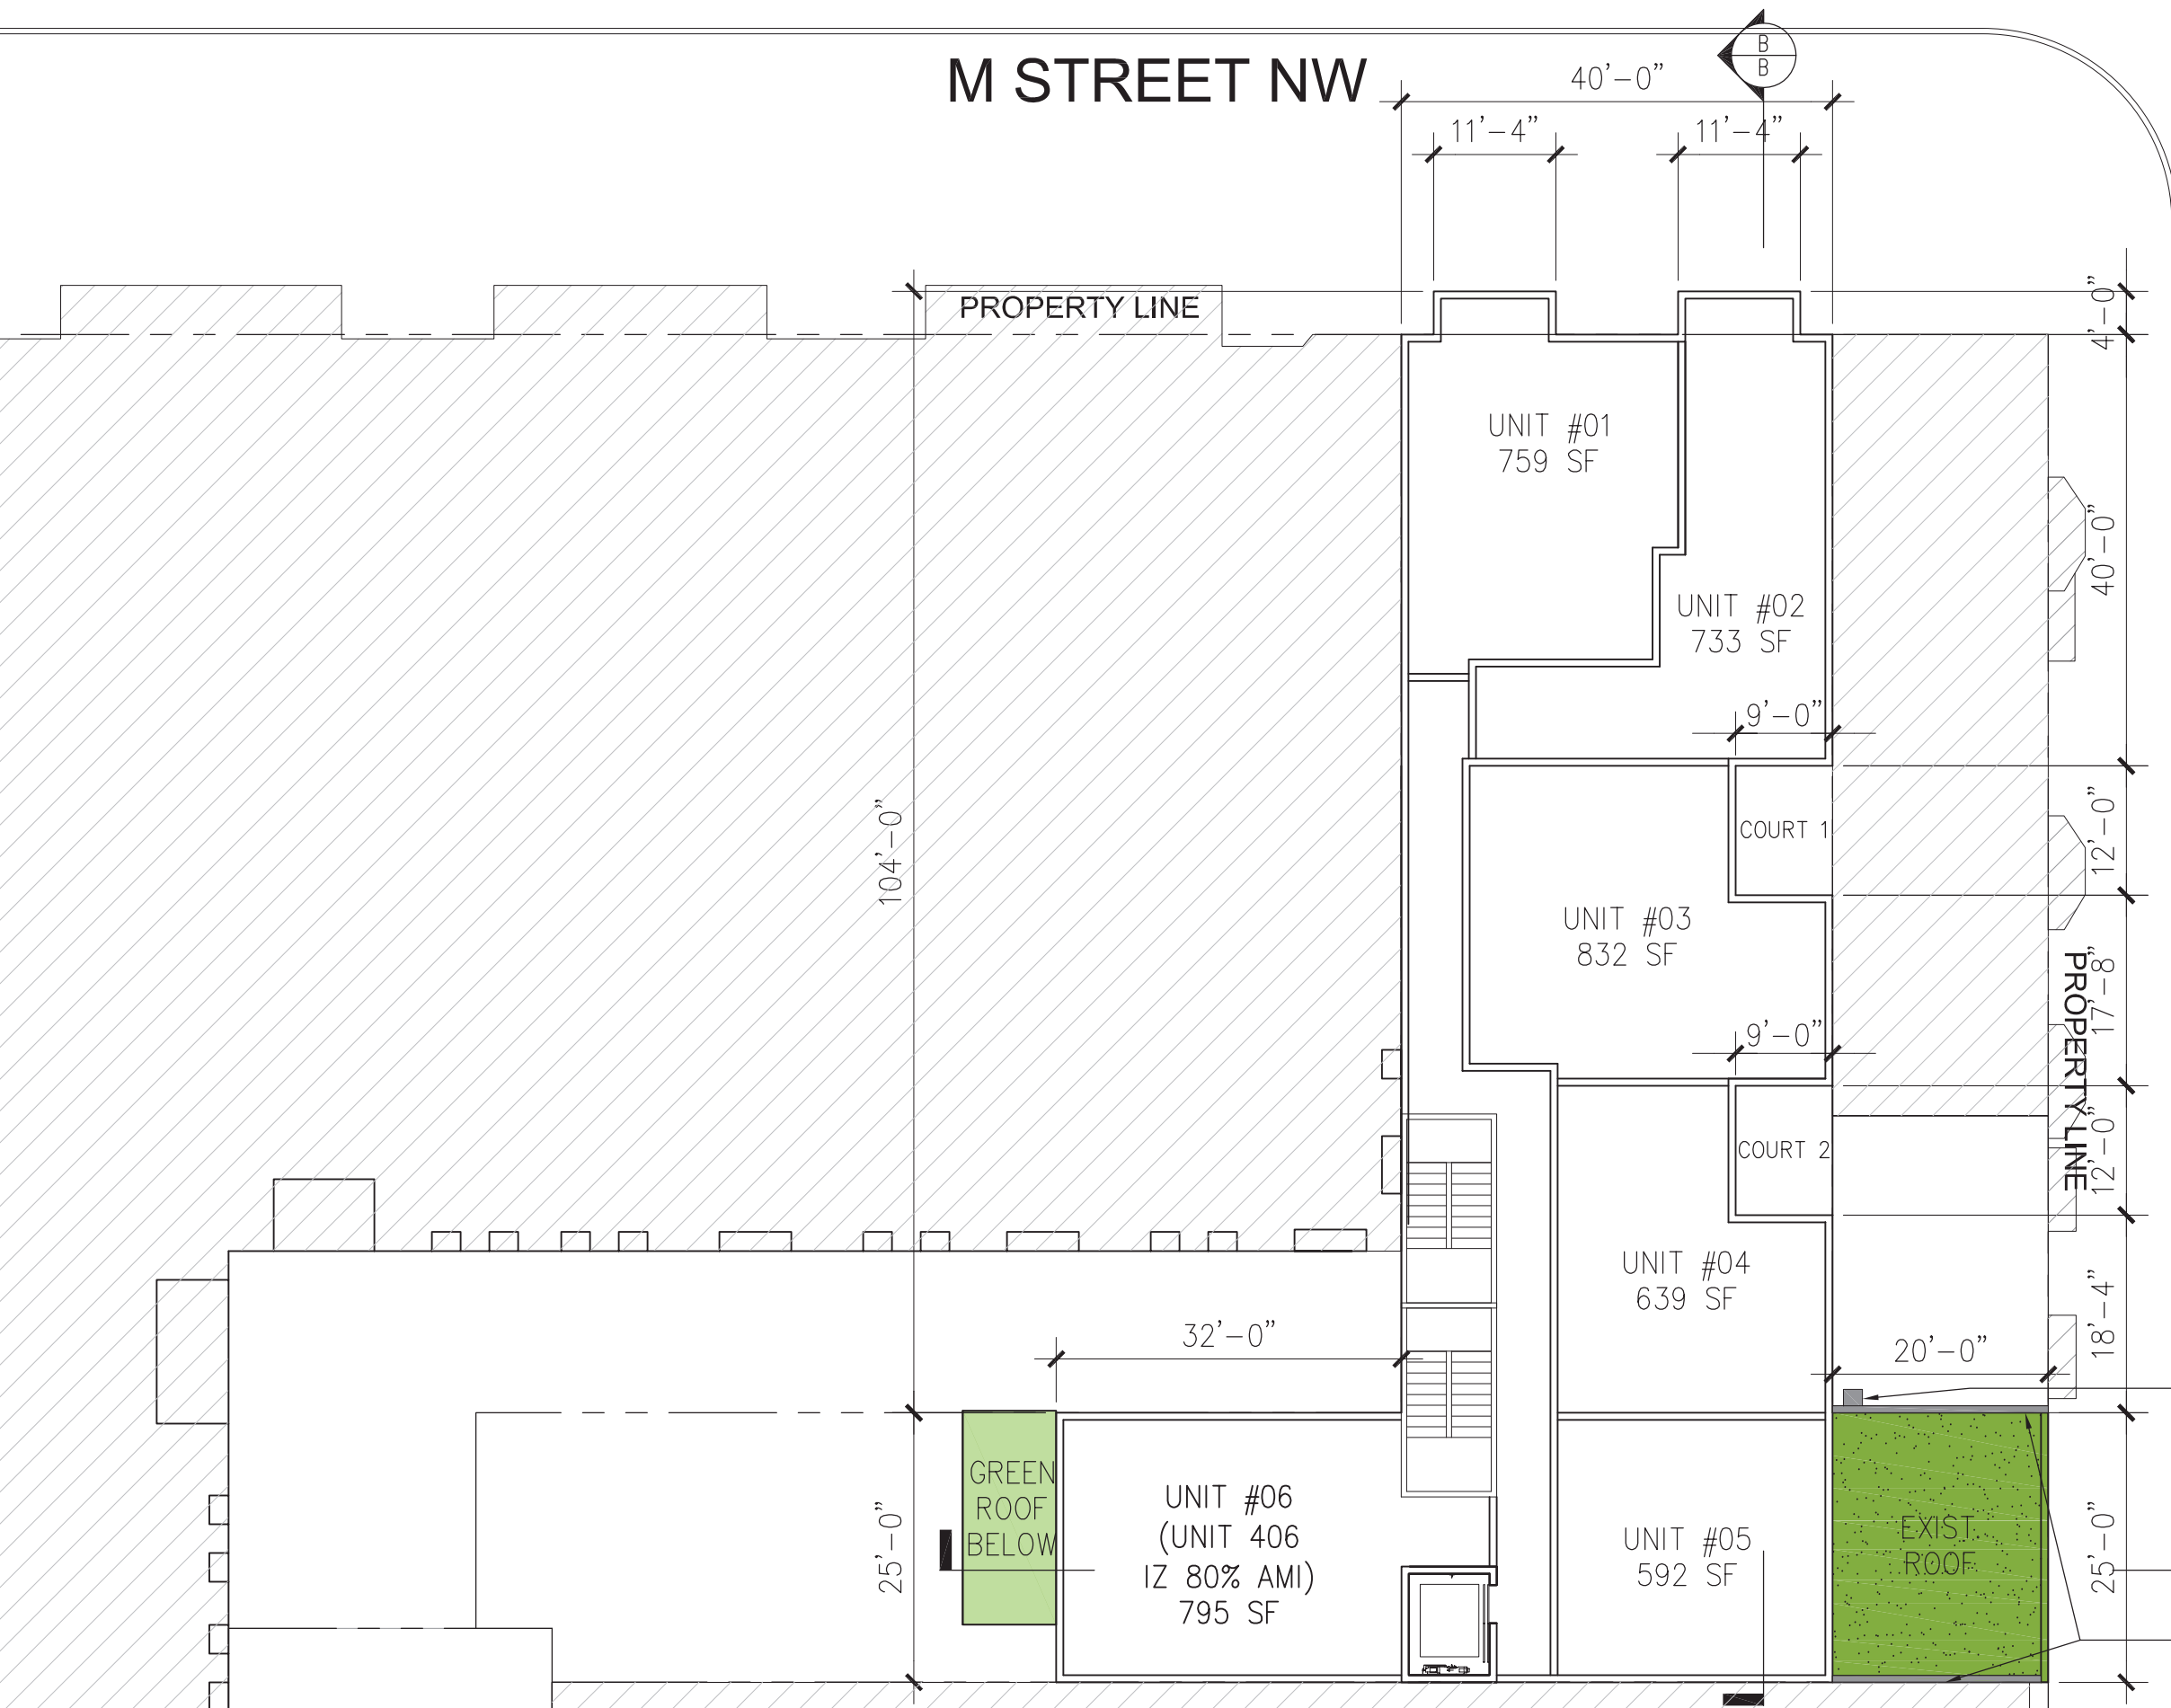 M STREET NW
B
B
40'-0"
11'-4"
11'-4"
PROPERTY LINE
4'-0"
UNIT #01
759 SF
40'-0"
UNIT #02
733 SF
9'-0"
104'-0"
COURT 1
12'-0"
UNIT #03
832 SF
PROPERTY LINE
17'-8"
9'-0"
COURT 2
12'-0"
UNIT #04
639 SF
32'-0"
18'-4"
20'-0"
GREEN
ROOF
BELOW
25'-0"
UNIT #06
(UNIT 406
IZ 80% AMI)
795 SF
UNIT #05
592 SF
EXIST.
ROOF
25'-0"